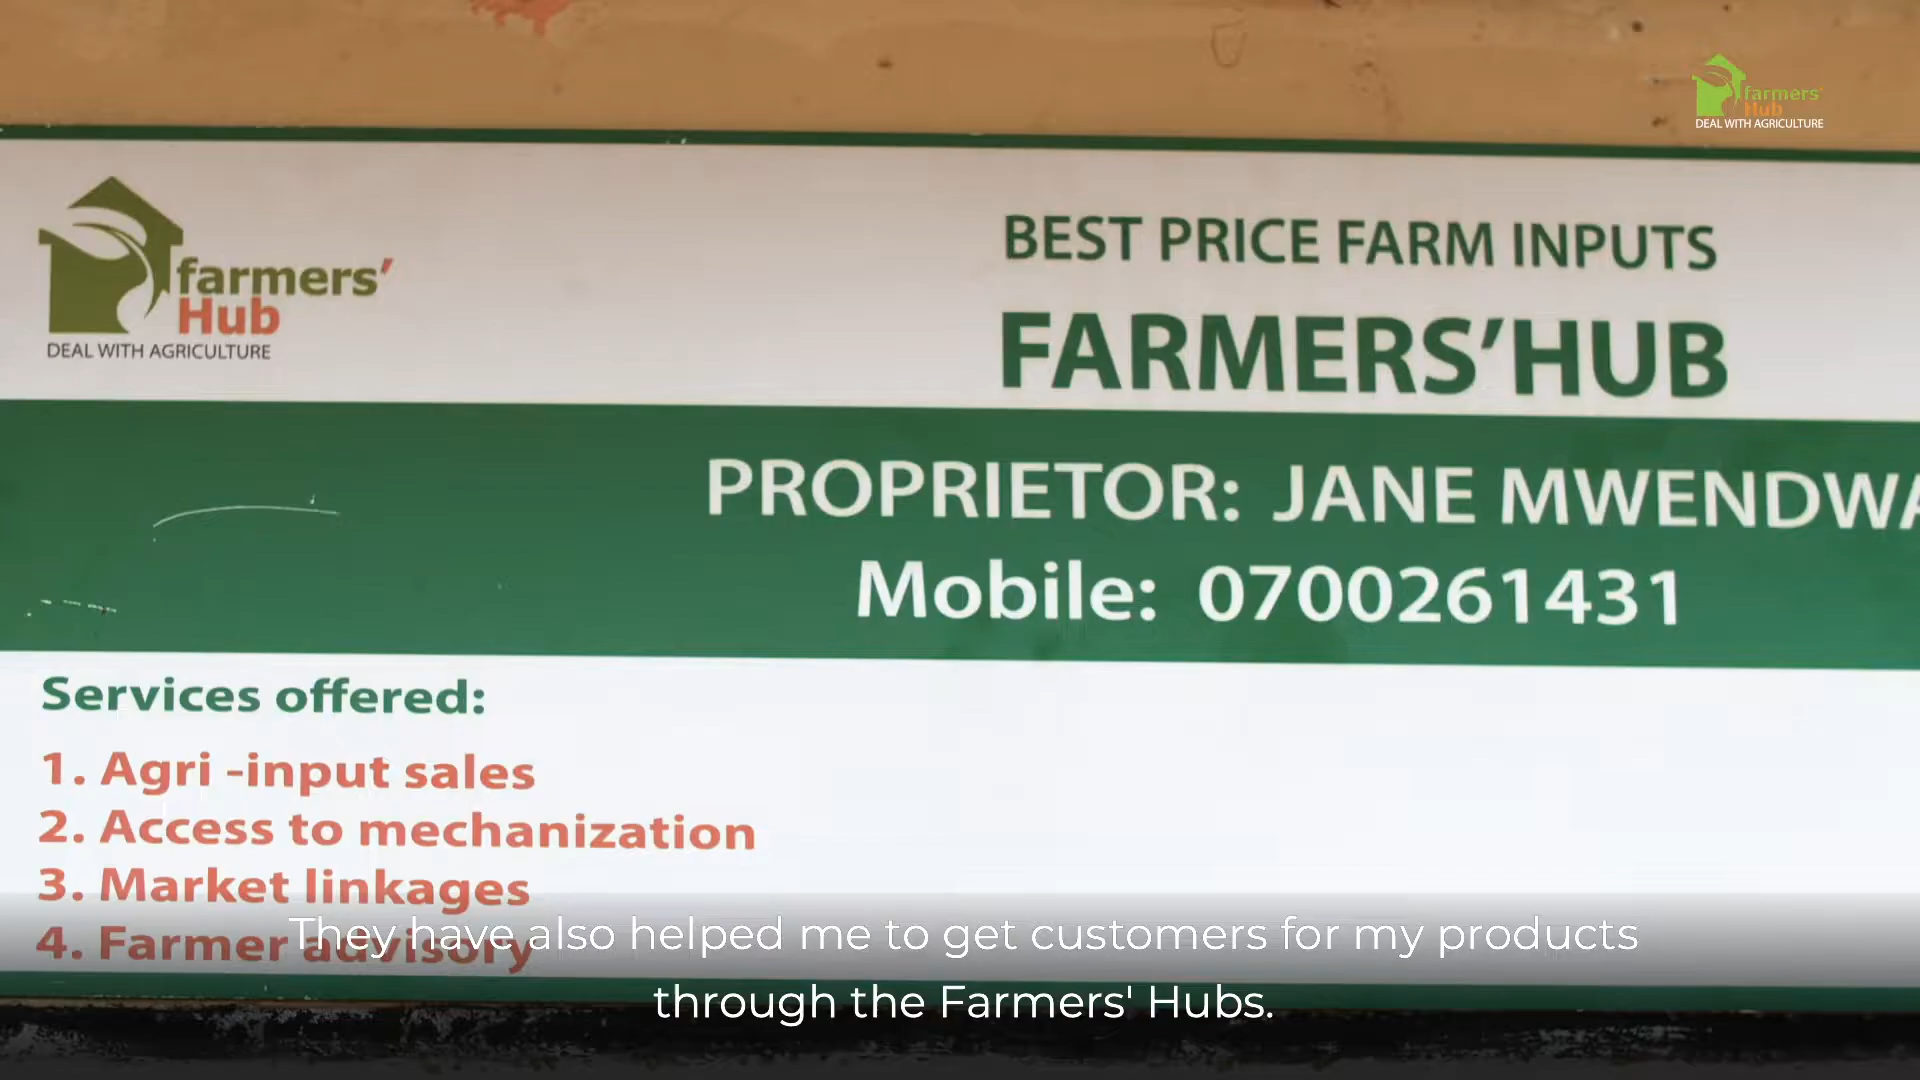 farmers'
Hub
DEAL WITH AGRICULTURE
farmers'
Hub
DEAL WITH AGRICULTURE
BEST PRICE FARM INPUTS
FARMERS'HUB
PROPRIETOR: JANE MWENDWA
Mobile: 0700261431
Services offered:
1. Agri -input sales
2. Access to mechanization
3. Market linkages
4. Farmer advisory
They have also helped me to get customers for my products
through the Farmers' Hubs.